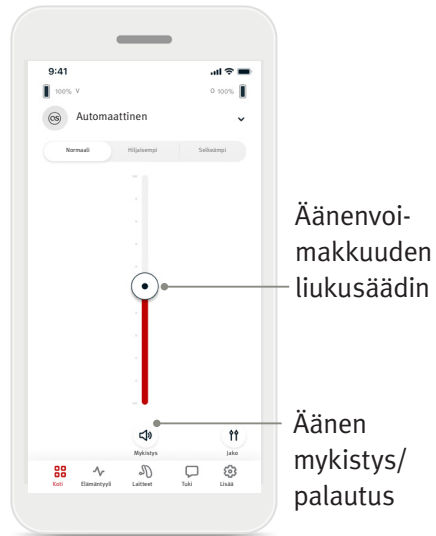 9:41
100% V
O 100%
OS
Automaattinen
Normaali
Hiljaisempi
Selkeämpi
Äänenvoi-
makkuuden
liukusäädin
Äänen
mykistys/
palautus
Mykistys
Jako
Koti
Elämäntyyli
Laitteet
Tuki
Lisää